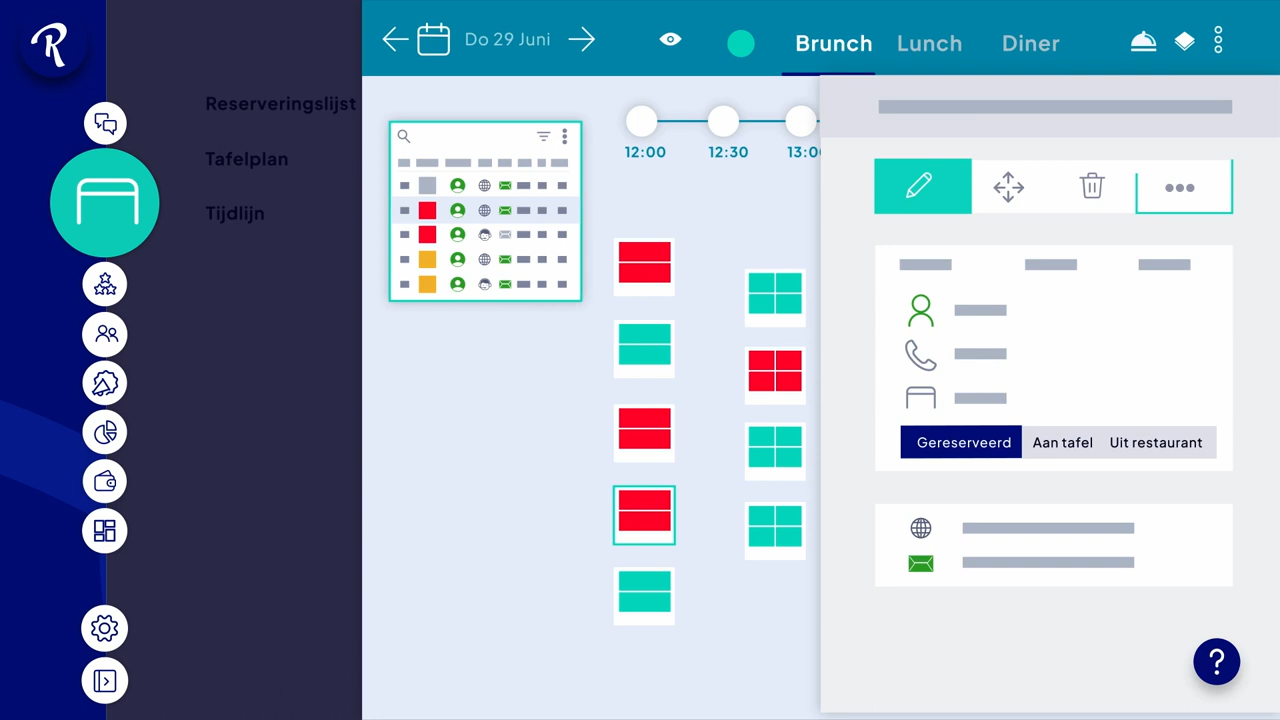 R
Do 29 Juni
Brunch
Lunch
Diner
Reserveringslijst
Tafelplan
Tijdlijn
12:00
12:30
13:0
Gereserveerd
Aan tafel
Uit restaurant
?